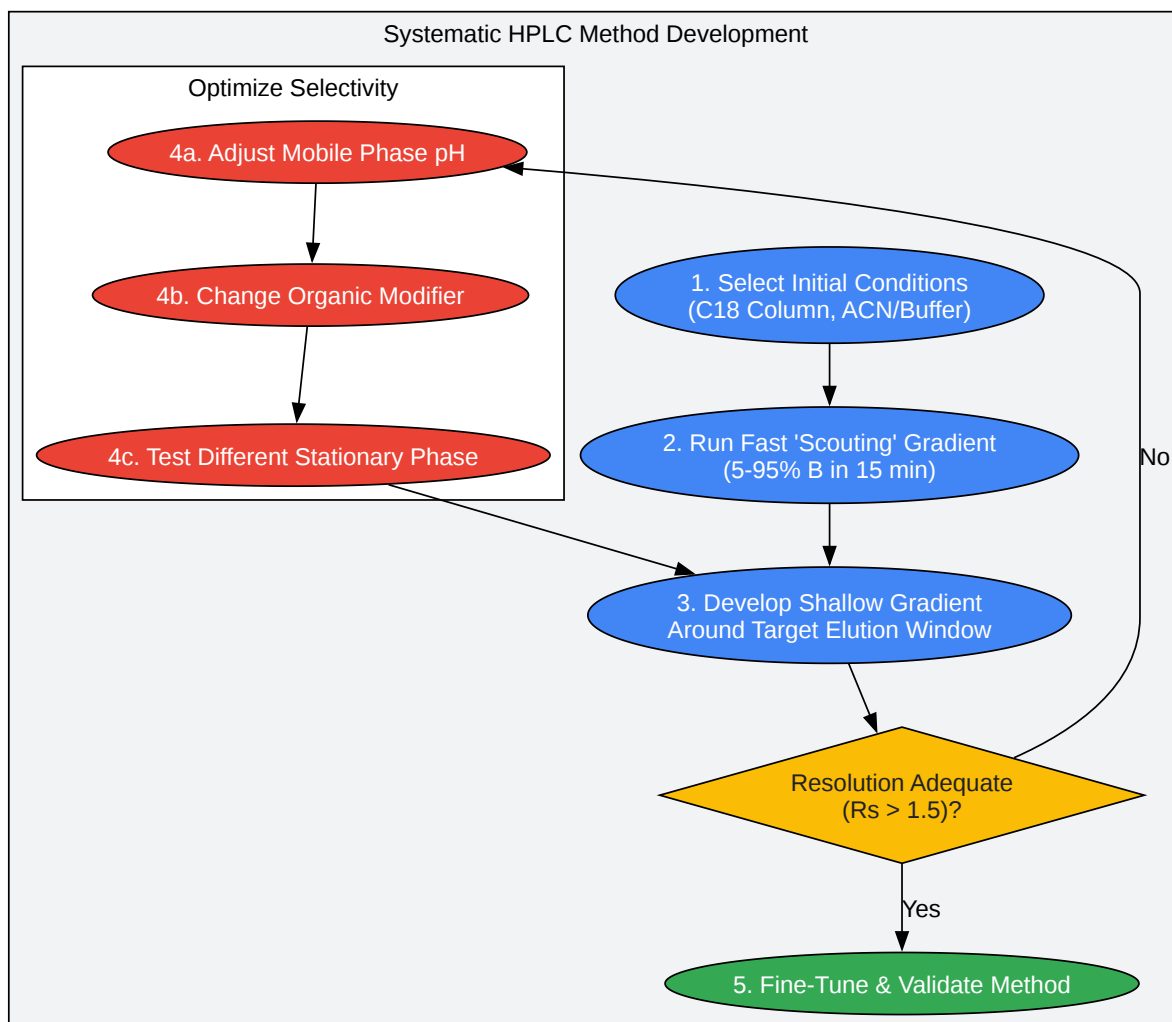 Systematic HPLC Method Development
Optimize Selectivity
4a. Adjust Mobile Phase pH
4b. Change Organic Modifier
4c. Test Different Stationary Phase
1. Select Initial Conditions
(C18 Column, ACN/Buffer)
2. Run Fast 'Scouting' Gradient
(5-95% B in 15 min)
No
3. Develop Shallow Gradient
Around Target Elution Window
Resolution Adequate
(Rs > 1.5)?
Yes
5. Fine-Tune & Validate Method